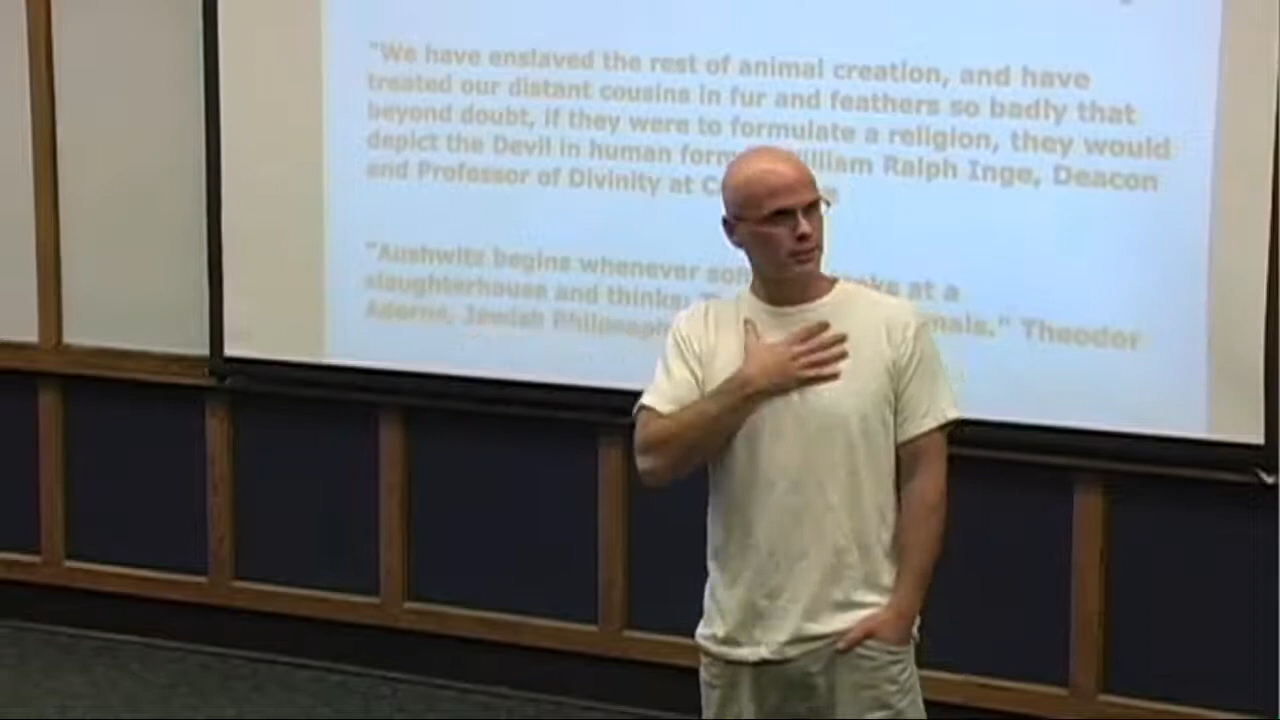 "We have enslaved the rest of animal creation, and have
treated our distant cousins in fur and feathers so badly that
beyond doubt, if they were to formulate a religion, they would
depict the Devil in human form William Ralph Inge, Deacon
and Professor of Divinity at
"Aushwitz begins whenever at a
slaughterhouse and thinks: Theodor
Adorno, Jewish